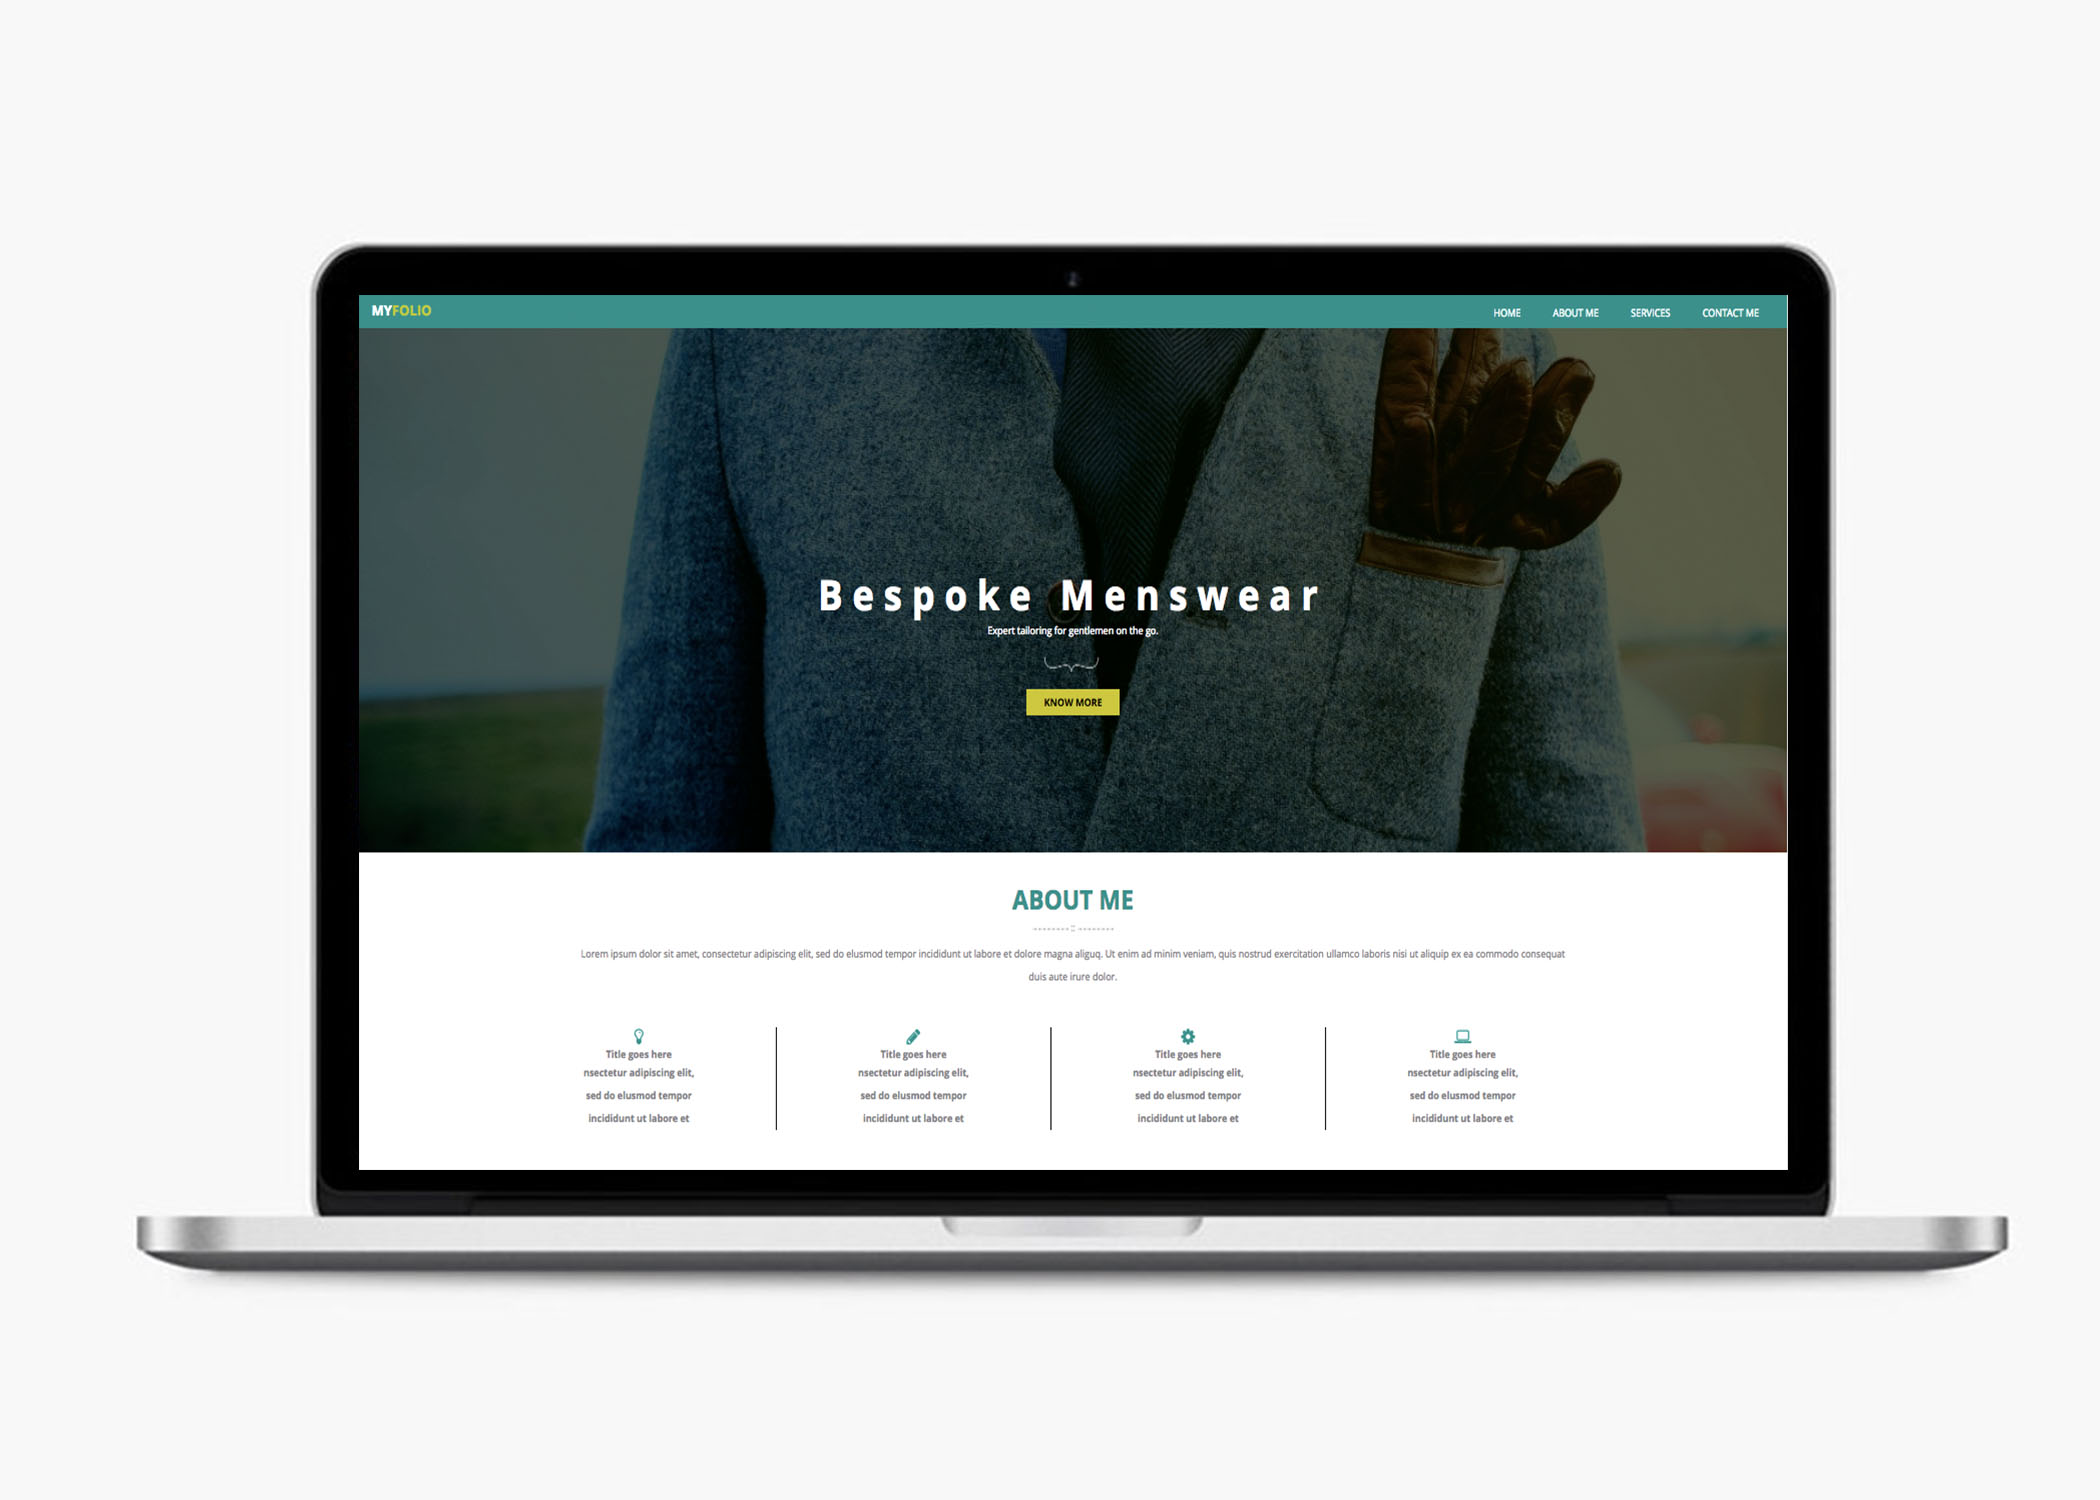 MYFOLIO
HOME ABOUT ME SERVICES CONTACT ME
Bespoke Menswear
Expert tailoring for gentlemen on the go.
KNOW MORE
ABOUT ME
Lorem ipsum dolor sit amet, consectetur adipiscing elit, sed do elusmod tempor incididunt ut labore et dolore magna aliguq. Ut enim ad minim veniam, quis nostrud exercitation ullamco laboris nisi ut aliquip ex ea commodo consequat
duis aute irure dolor.
Title goes here
nsectetur adipiscing elit,
sed do elusmod tempor
incididunt ut labore et
Title goes here
nsectetur adipiscing elit,
sed do elusmod tempor
incididunt ut labore et
Title goes here
nsectetur adipiscing elit,
sed do elusmod tempor
incididunt ut labore et
Title goes here
nsectetur adipiscing elit,
sed do elusmod tempor
incididunt ut labore et